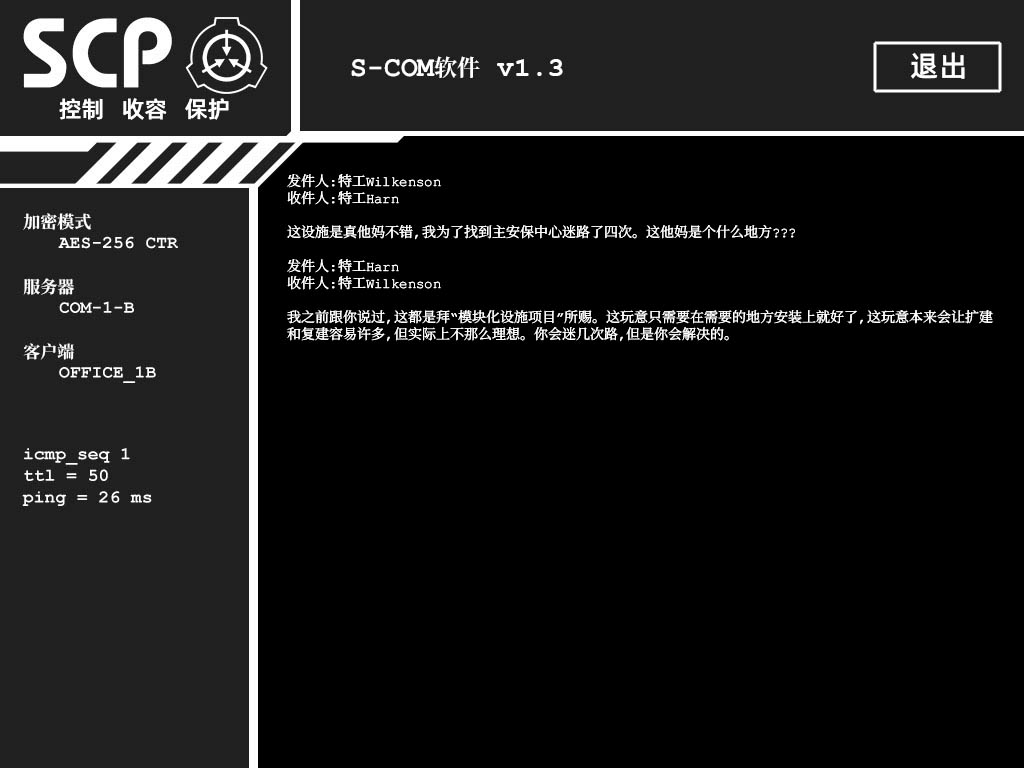 SCP
控制 收容 保护
S-COM软件 v1.3
退出
加密模式
AES-256 CTR
服务器
COM-1-B
客户端
OFFICE_1B
icmp_seq 1
ttl = 50
ping = 26 ms
发件人:特工Wilkenson
收件人:特工Harn
这设施是真他妈不错,我为了找到主安保中心迷路了四次。这他妈是个什么地方???
发件人:特工Harn
收件人:特工Wilkenson
我之前跟你说过,这都是拜“模块化设施项目”所赐。这玩意只需要在需要的地方安装上就好了,这玩意本来会让扩建
和复建容易许多,但实际上不那么理想。你会迷几次路,但是你会解决的。